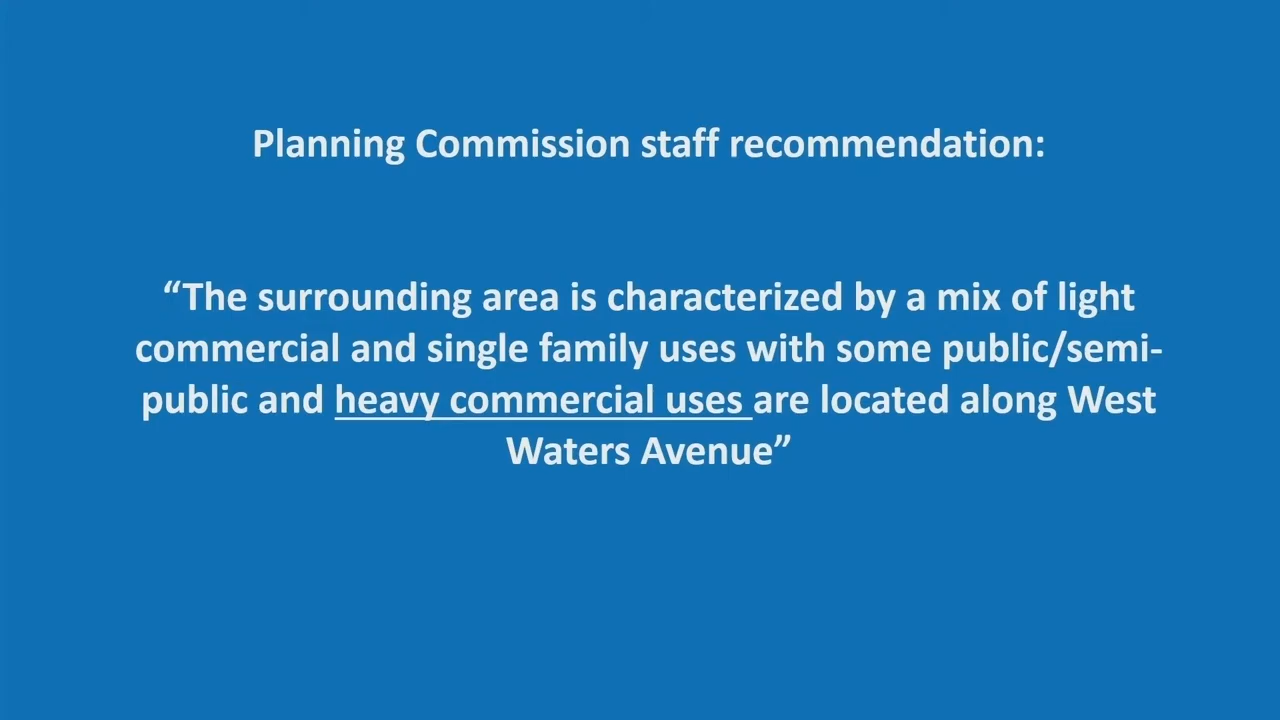 Planning Commission staff recommendation:
“The surrounding area is characterized by a mix of light
commercial and single family uses with some public/semi-
public and heavy commercial uses are located along West
Waters Avenue”